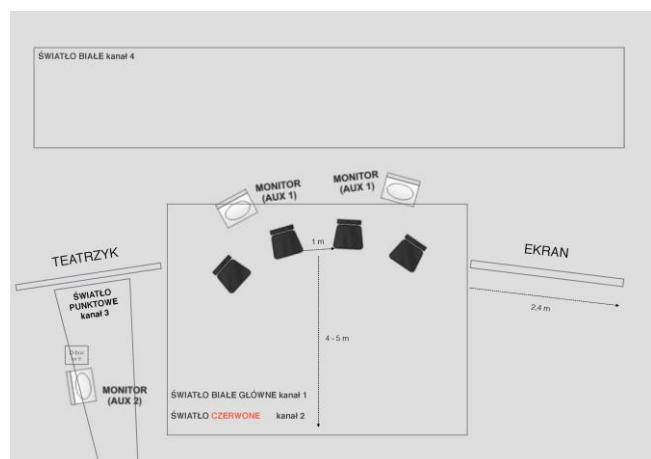 ŚWIATŁO BIAŁE kanał 4
MONITOR
(AUX 1)
MONITOR
(AUX 1)
1 m
TEATRZYK
EKRAN
ŚWIATŁO
PUNKTOWE
kanał 3
2,4 m
4 - 5 m
MONITOR
(AUX 2)
ŚWIATŁO BIAŁE GŁÓWNE kanał 1
ŚWIATŁO CZERWONE kanał 2